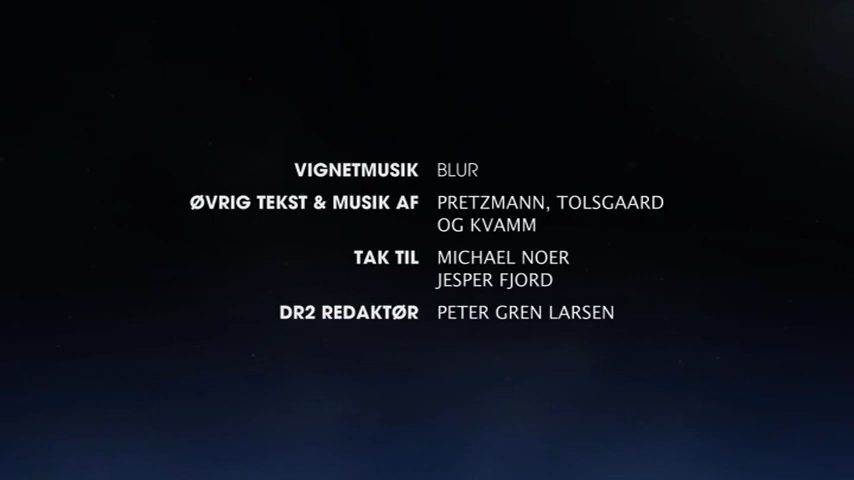 VIGNETMUSIK BLUR
ØVRIG TEKST & MUSIK AF PRETZMANN, TOLSGAARD
OG KVAMM
TAK TIL MICHAEL NOER
JESPER FJORD
DR2 REDAKTØR PETER GREN LARSEN